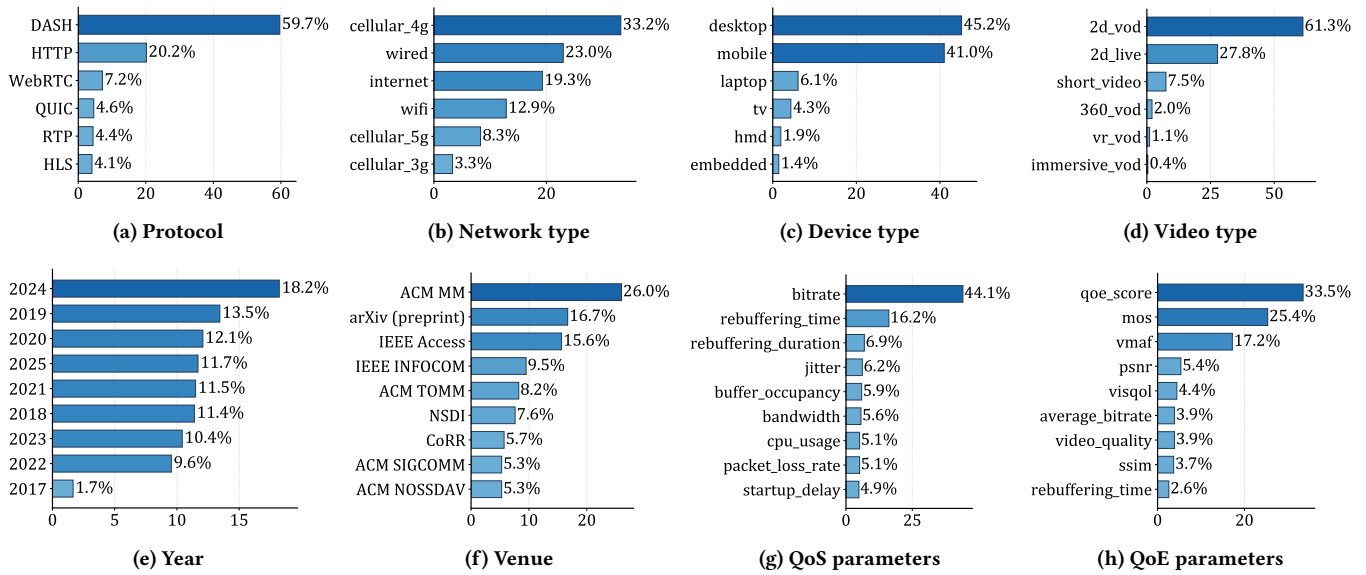 DASH 59.7%
HTTP 20.2%
WebRTC 7.2%
QUIC 4.6%
RTP 4.4%
HLS 4.1%
0 20 40 60
(a) Protocol
cellular_4g 33.2%
wired 23.0%
internet 19.3%
wifi 12.9%
cellular_5g 8.3%
cellular_3g 3.3%
0 20
(b) Network type
desktop 45.2%
mobile 41.0%
laptop 6.1%
tv 4.3%
hmd 1.9%
embedded 1.4%
0 20 40
(c) Device type
2d_vod 61.3%
2d_live 27.8%
short_video 7.5%
360_vod 2.0%
vr_vod 1.1%
immersive_vod 0.4%
0 25 50
(d) Video type
2024 18.2%
2019 13.5%
2020 12.1%
2025 11.7%
2021 11.5%
2018 11.4%
2023 10.4%
2022 9.6%
2017 1.7%
0 5 10 15
(e) Year
ACM MM 26.0%
arXiv (preprint) 16.7%
IEEE Access 15.6%
IEEE INFOCOM 9.5%
ACM TOMM 8.2%
NSDI 7.6%
CoRR 5.7%
ACM SIGCOMM 5.3%
ACM NOSSDAV 5.3%
0 20
(f) Venue
bitrate 44.1%
rebuffering_time 16.2%
rebuffering_duration 6.9%
jitter 6.2%
buffer_occupancy 5.9%
bandwidth 5.6%
cpu_usage 5.1%
packet_loss_rate 5.1%
startup_delay 4.9%
0 25
(g) QoS parameters
qoe_score 33.5%
mos 25.4%
vmaf 17.2%
psnr 5.4%
visqol 4.4%
average_bitrate 3.9%
video_quality 3.9%
ssim 3.7%
rebuffering_time 2.6%
0 20
(h) QoE parameters